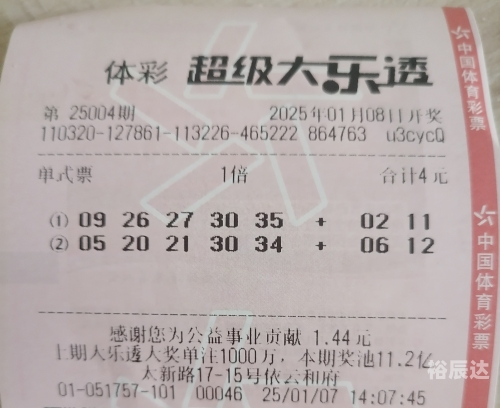 体彩 超级大乐透
第 25004期 2025年01月08日开奖
110320-127861-113226-465222 864763 u3cycQ
单式票 1倍 合计4元
① 09 26 27 30 35 + 02 11
② 05 20 21 30 34 + 06 12
感谢您为公益事业贡献 1.44元
上期大乐透大奖单注1000万，本期奖池11.21亿
太新路17-15号依云和府
01-051757-101 00046 25/01/07 14:07:45
中国体育彩票
中国体育彩票
裕辰达